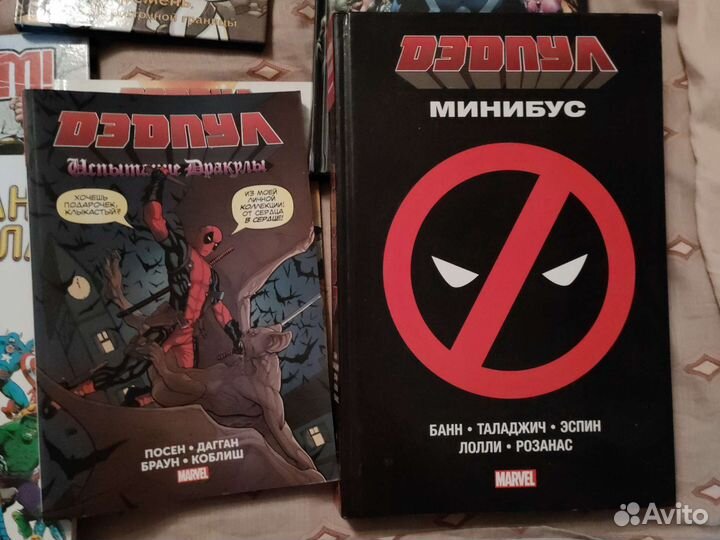 ДЭДПУЛ
Испытание Дракулы
ХОЧЕШЬ
ПОДАРОЧЕК,
КЛЫКАСТЫЙ?
ИЗ МОЕЙ
ЛИЧНОЙ
КОЛЛЕКЦИИ:
ОТ СЕРДЦА
В СЕРДЦЕ!
ПОСЕН • ДАГГАН
БРАУН • КОБЛИШ
MARVEL
ДЭДПУЛ
МИНИБУС
БАНН • ТАЛАДЖИЧ • ЭСПИН
ЛОЛЛИ • РОЗАНАС
MARVEL
Avito